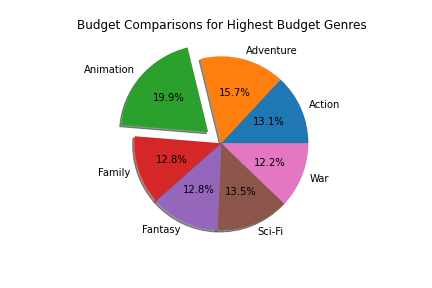 Budget Comparisons for Highest Budget Genres
Adventure
Animation
15.7%
19.9%
Action
13.1%
12.8%
12.2%
Family
War
12.8%
13.5%
Fantasy
Sci-Fi